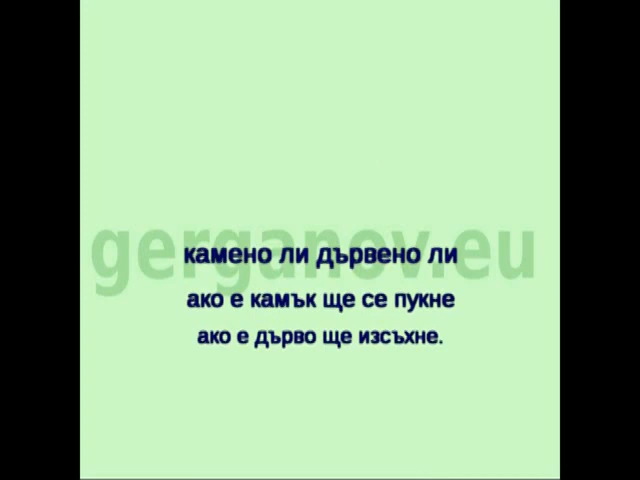 gerganov.eu
камено ли дървено ли
ако е камък ще се пукне
ако е дърво ще изсъхне.